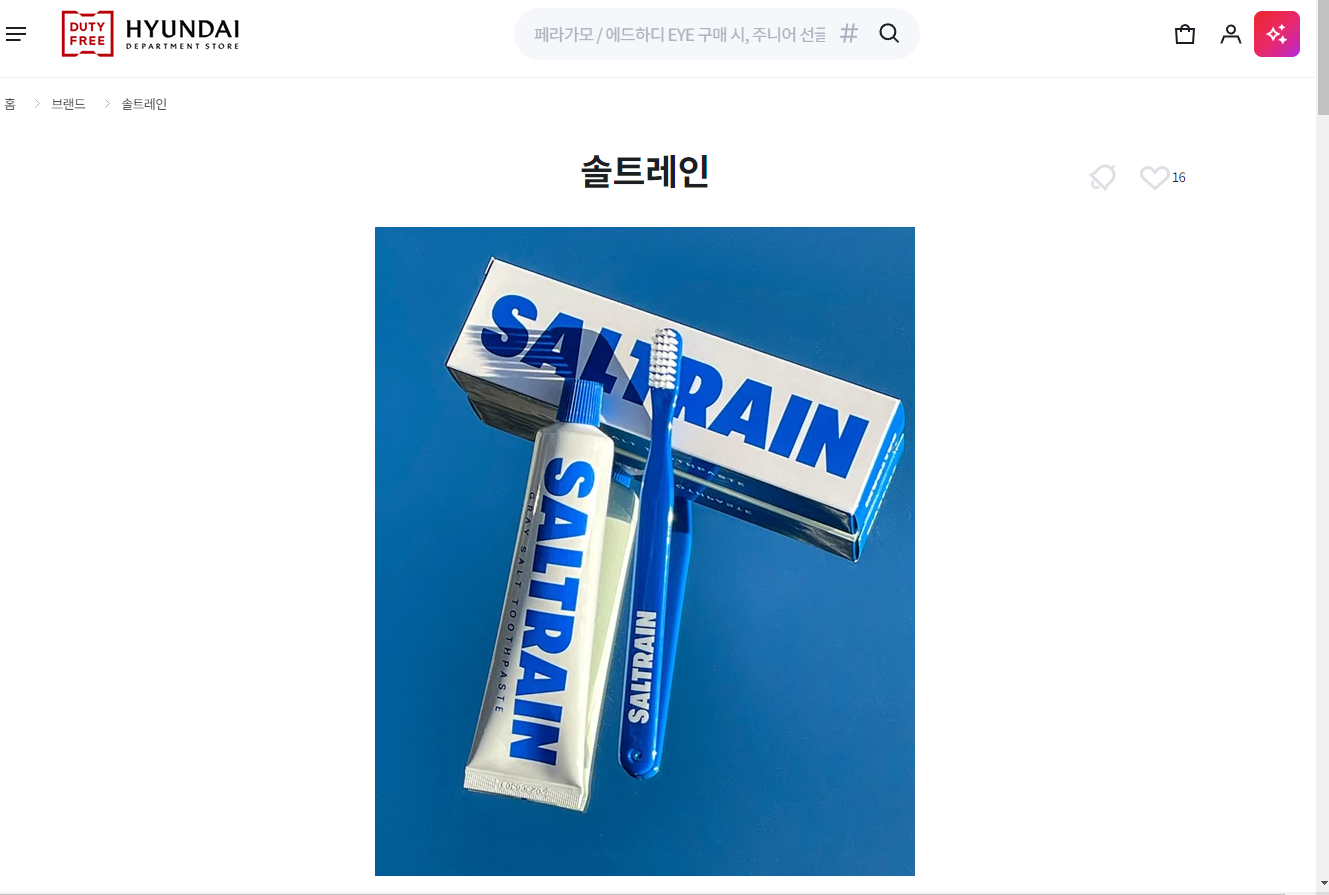 DUTY
FREE
HYUNDAI
DEPARTMENT STORE
페라가모 / 에드하디 EYE 구매 시, 주니어 선글
#
홈 > 브랜드 > 솔트레인
솔트레인
16
SALTRAIN
SALTRAIN
GRAY SALT TOOTHPASTE
SALTRAIN